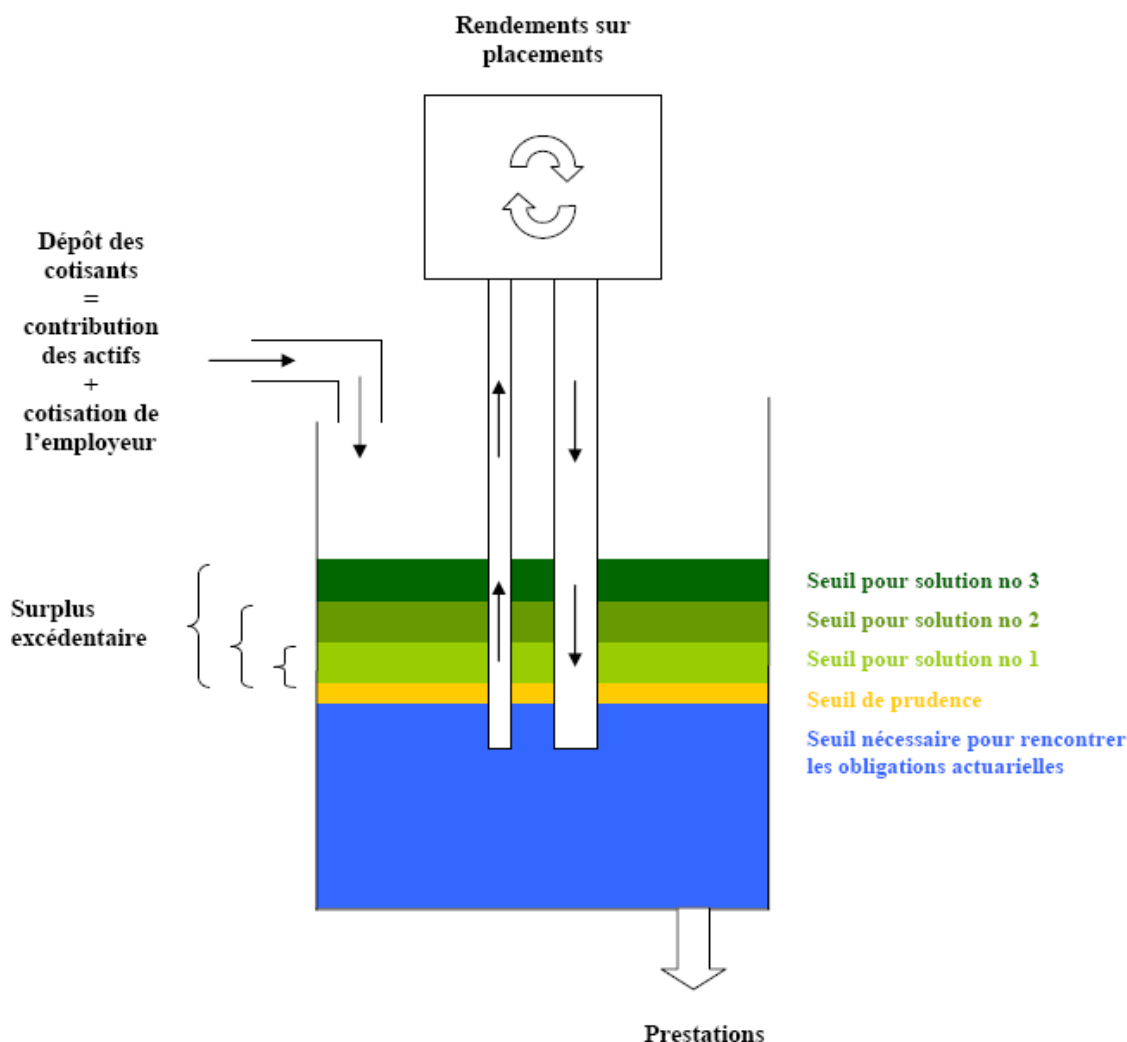 Rendements sur
placements
Dépôt des
cotisants
=
contribution
des actifs
+
cotisation de
l'employeur
Surplus
excédentaire
Seuil pour solution no 3
Seuil pour solution no 2
Seuil pour solution no 1
Seuil de prudence
Seuil nécessaire pour rencontrer
les obligations actuarielles
Prestations